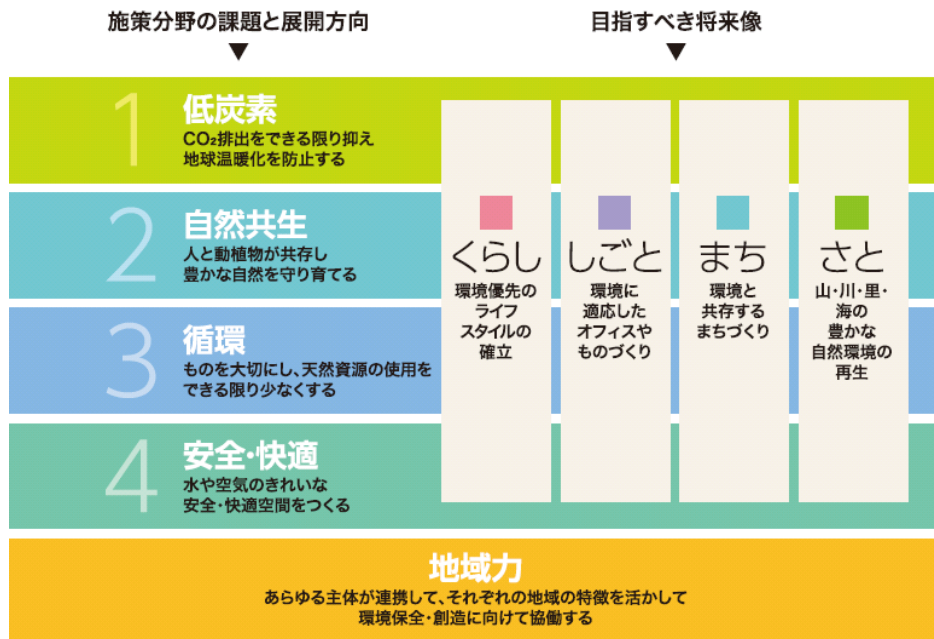 施策分野の課題と展開方向
▼
目指すべき将来像
▼
1
低炭素
CO₂排出をできる限り抑え
地球温暖化を防止する
2
自然共生
人と動植物が共存し
豊かな自然を守り育てる
3
循環
ものを大切にし、天然資源の使用を
できる限り少なくする
4
安全・快適
水や空気のきれいな
安全・快適空間をつくる
くらし
環境優先の
ライフ
スタイルの
確立
しごと
環境に
適応した
オフィスや
ものづくり
まち
環境と
共存する
まちづくり
さと
山・川・里・
海の
豊かな
自然環境の
再生
地域力
あらゆる主体が連携して、それぞれの地域の特徴を活かして
環境保全・創造に向けて協働する